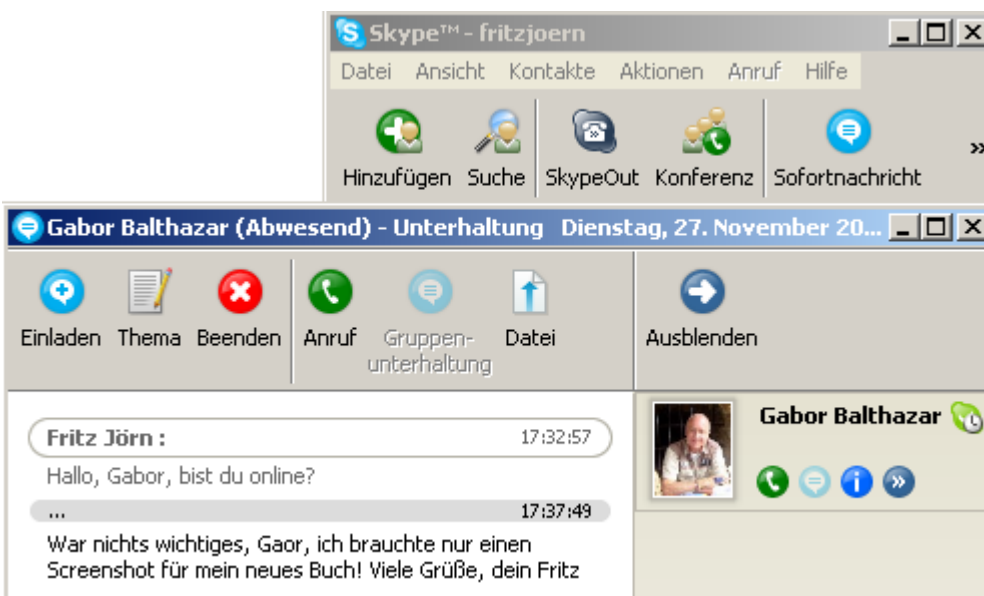 Skype™ - fritzjoern
Datei Ansicht Kontakte Aktionen Anruf Hilfe
Hinzufügen Suche SkypeOut Konferenz Sofortnachricht »
Gabor Balthazar (Abwesend) - Unterhaltung Dienstag, 27. November 20...
Einladen Thema Beenden Anruf Gruppen-
unterhaltung Datei Ausblenden
Gabor Balthazar
Fritz Jörn : 17:32:57
Hallo, Gabor, bist du online?
... 17:37:49
War nichts wichtiges, Gaor, ich brauchte nur einen
Screenshot für mein neues Buch! Viele Grüße, dein Fritz